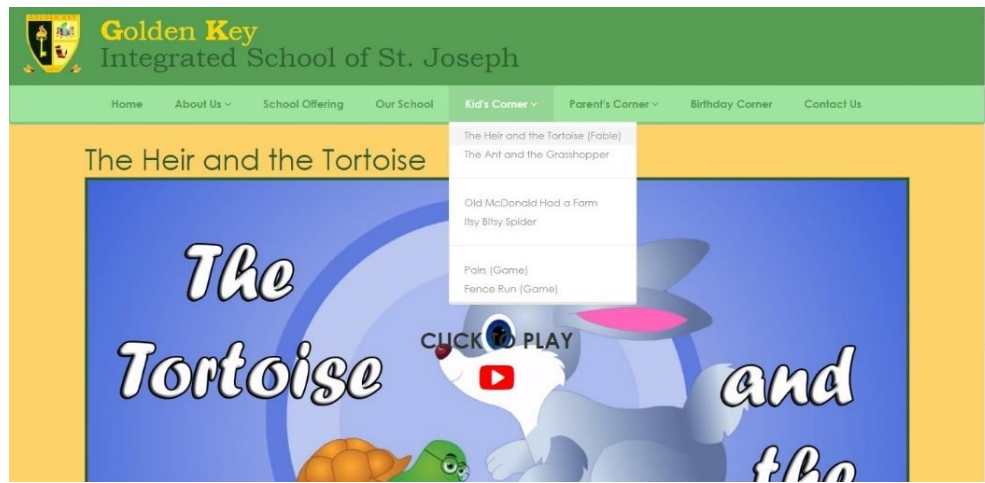 Golden Key
Integrated School of St. Joseph
Home About Us School Offering Our School Kid's Corner Parent's Corner Birthday Corner Contact Us
The Heir and the Tortoise (Fable)
The Ant and the Grasshopper
Old McDonald Had a Farm
Itsy Bitsy Spider
Pairs (Game)
Fence Run (Game)
The Heir and the Tortoise
The
Tortoise
CLICK TO PLAY
and
the